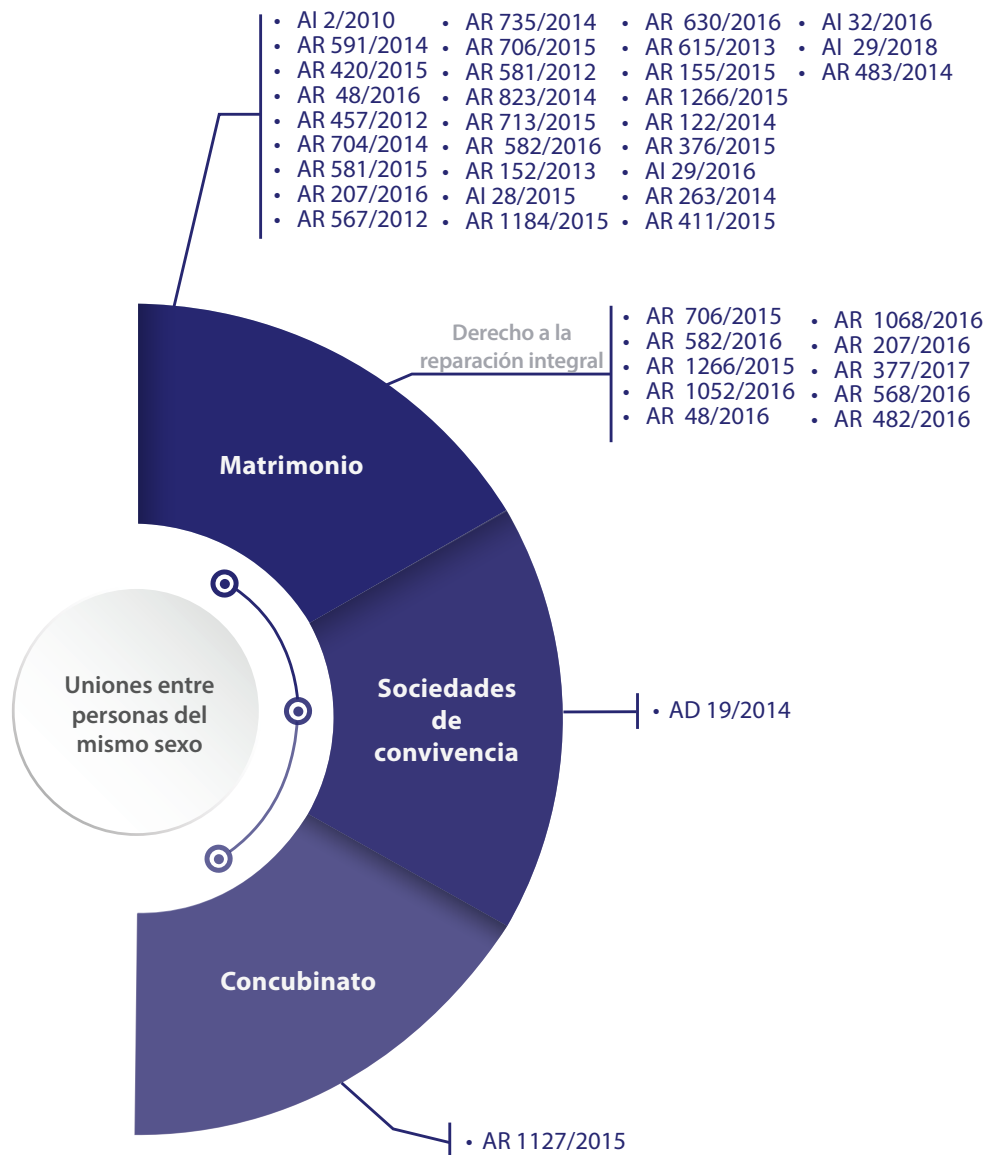 • AI 2/2010
• AR 591/2014
• AR 420/2015
• AR 48/2016
• AR 457/2012
• AR 704/2014
• AR 581/2015
• AR 207/2016
• AR 567/2012
• AR 735/2014
• AR 706/2015
• AR 581/2012
• AR 823/2014
• AR 713/2015
• AR 582/2016
• AR 152/2013
• AI 28/2015
• AR 1184/2015
• AR 630/2016
• AR 615/2013
• AR 155/2015
• AR 1266/2015
• AR 122/2014
• AR 376/2015
• AI 29/2016
• AR 263/2014
• AR 411/2015
• AI 32/2016
• AI 29/2018
• AR 483/2014
Derecho a la
reparación integral
• AR 706/2015
• AR 582/2016
• AR 1266/2015
• AR 1052/2016
• AR 48/2016
• AR 1068/2016
• AR 207/2016
• AR 377/2017
• AR 568/2016
• AR 482/2016
Matrimonio
Uniones entre
personas del
mismo sexo
Sociedades
de
convivencia
• AD 19/2014
Concubinato
• AR 1127/2015